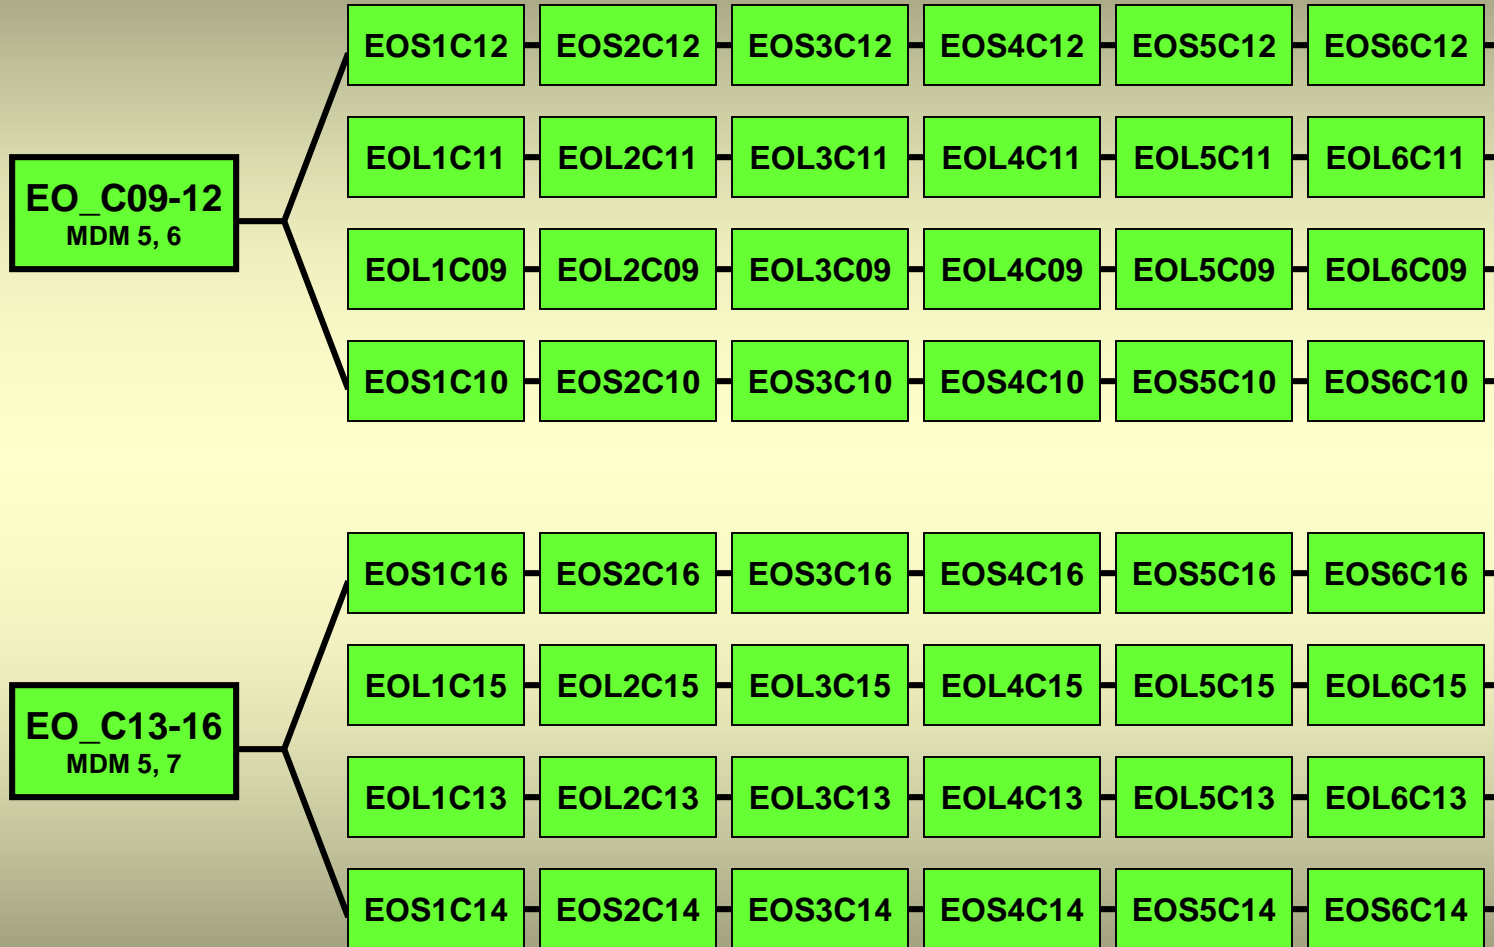 EOS1C12 EOS2C12 EOS3C12 EOS4C12 EOS5C12 EOS6C12
EOL1C11 EOL2C11 EOL3C11 EOL4C11 EOL5C11 EOL6C11
EO_C09-12
MDM 5, 6
EOL1C09 EOL2C09 EOL3C09 EOL4C09 EOL5C09 EOL6C09
EOS1C10 EOS2C10 EOS3C10 EOS4C10 EOS5C10 EOS6C10
EOS1C16 EOS2C16 EOS3C16 EOS4C16 EOS5C16 EOS6C16
EOL1C15 EOL2C15 EOL3C15 EOL4C15 EOL5C15 EOL6C15
EO_C13-16
MDM 5, 7
EOL1C13 EOL2C13 EOL3C13 EOL4C13 EOL5C13 EOL6C13
EOS1C14 EOS2C14 EOS3C14 EOS4C14 EOS5C14 EOS6C14